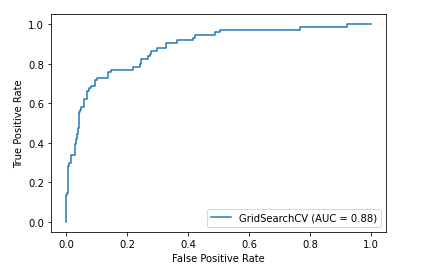 1.0
0.8
0.6
0.4
0.2
0.0
True Positive Rate
GridSearchCV (AUC = 0.88)
0.0 0.2 0.4 0.6 0.8 1.0
False Positive Rate